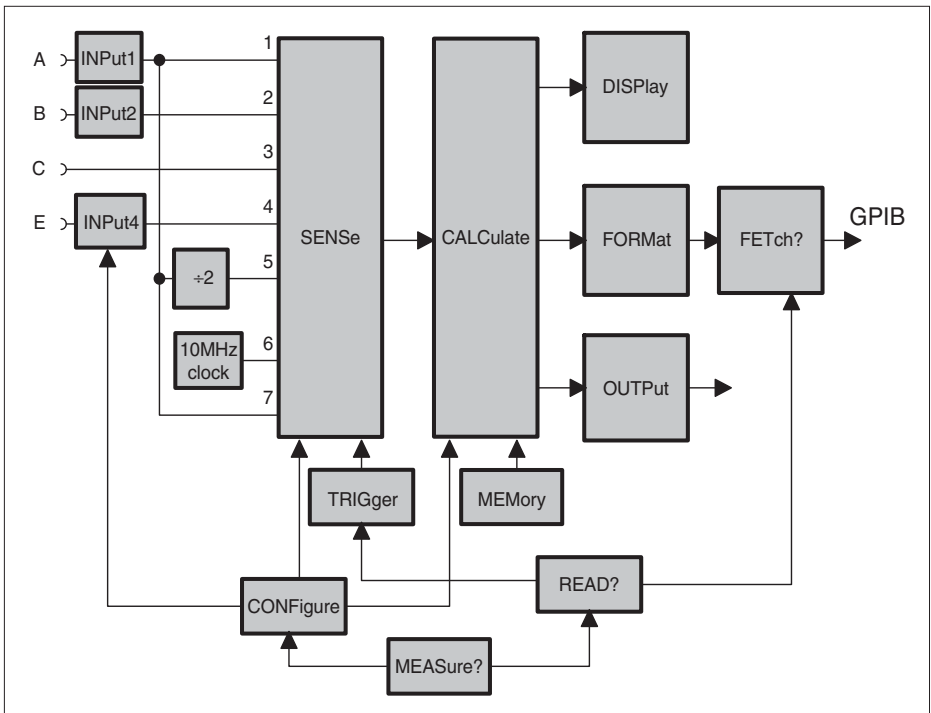 A
INPut1
1
B
INPut2
2
C
3
E
INPut4
4
÷2
5
10MHz
clock
6
7
SENSe
CALCulate
DISPlay
FORMat
FETch?
GPIB
OUTPut
TRIGger
MEMory
CONFigure
READ?
MEASure?